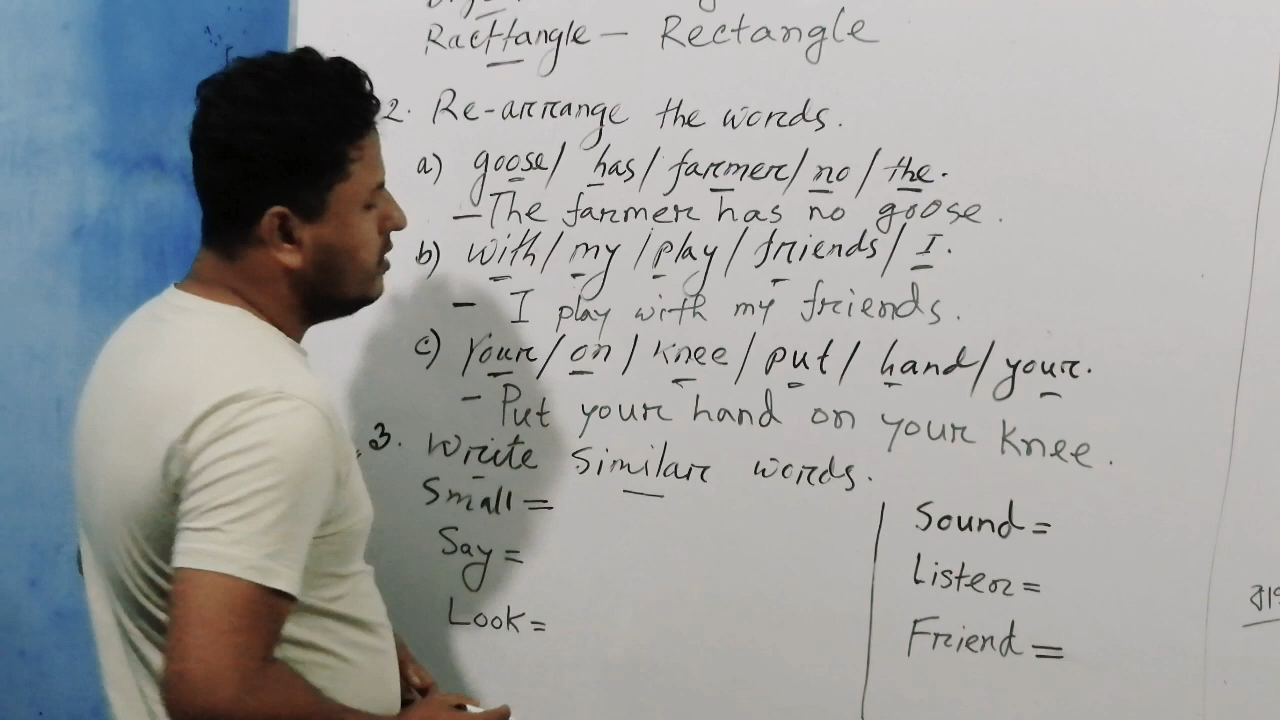 Racttangle — Rectangle
2. Re-arrange the words.
a) goose/ has/ farmer/ no / the.
– The farmer has no goose.
b) with/ my / play / friends / I.
– I play with my friends.
c) Your / on / knee / put / hand / your.
– Put your hand on your knee.
3. Write similar words.
Small =
Say =
Look =
Sound =
Listen =
Friend =